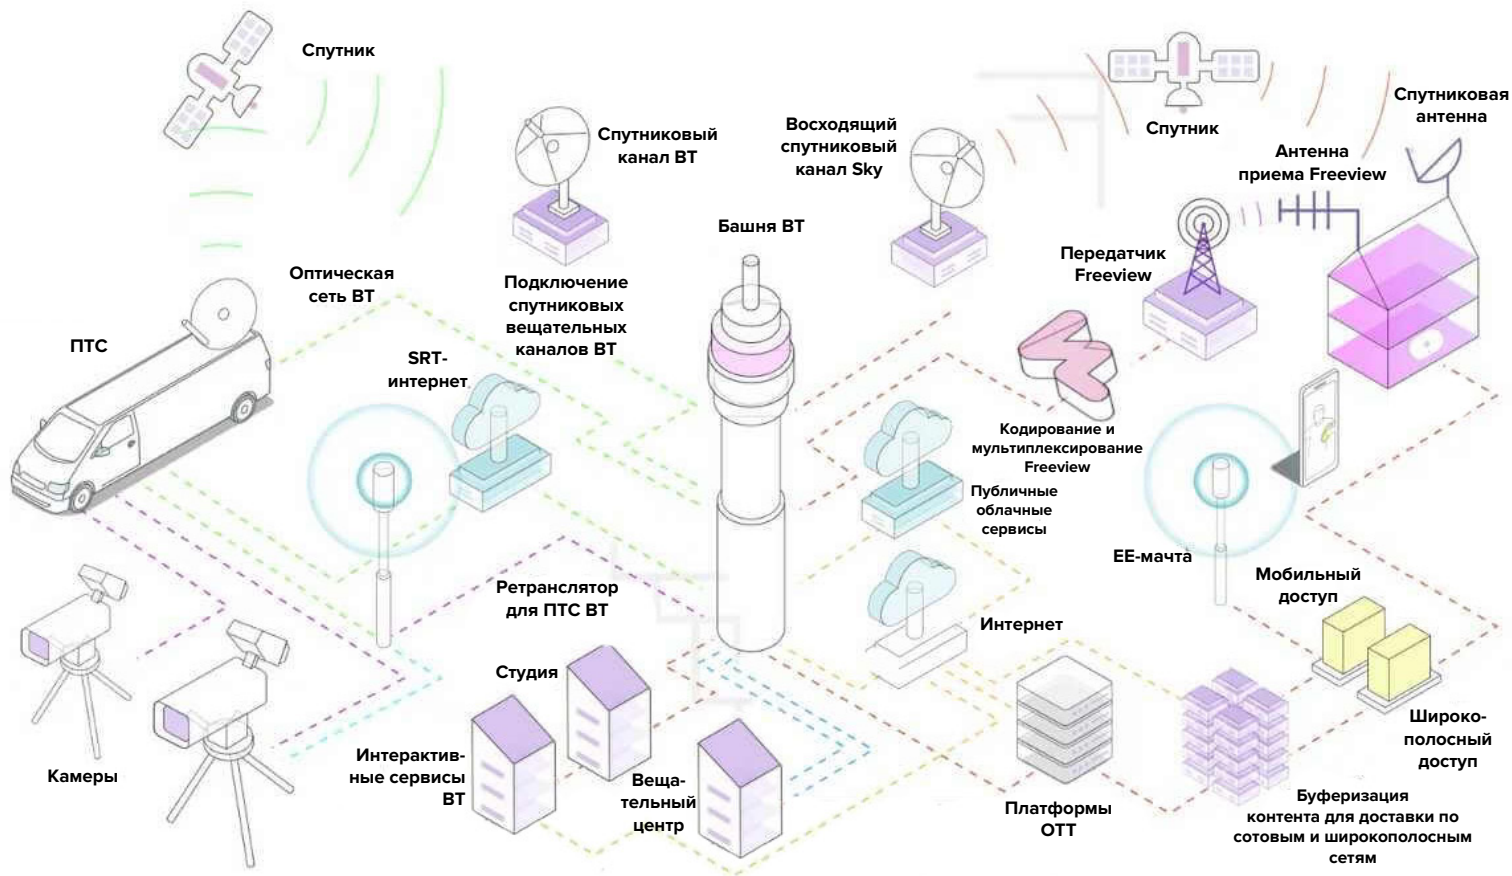 Спутник
Спутниковый
канал BT
Восходящий
спутниковый
канал Sky
Спутник
Спутниковая
антенна
Антенна
приема Freeview
Башня BT
Передатчик
Freeview
Оптическая
сеть BT
Подключение
спутниковых
вещательных
каналов BT
ПТС
SRT-
интернет
Кодирование и
мультиплексирование
Freeview
Публичные
облачные
сервисы
EE-мачта
Мобильный
доступ
Ретранслятор
для ПТС BT
Интернет
Студия
Камеры
Интерактив-
ные сервисы
BT
Веща-
тельный
центр
Платформы
ОТТ
Широко-
полосный
доступ
Буферизация
контента для доставки по
сотовым и широкополосным
сетям